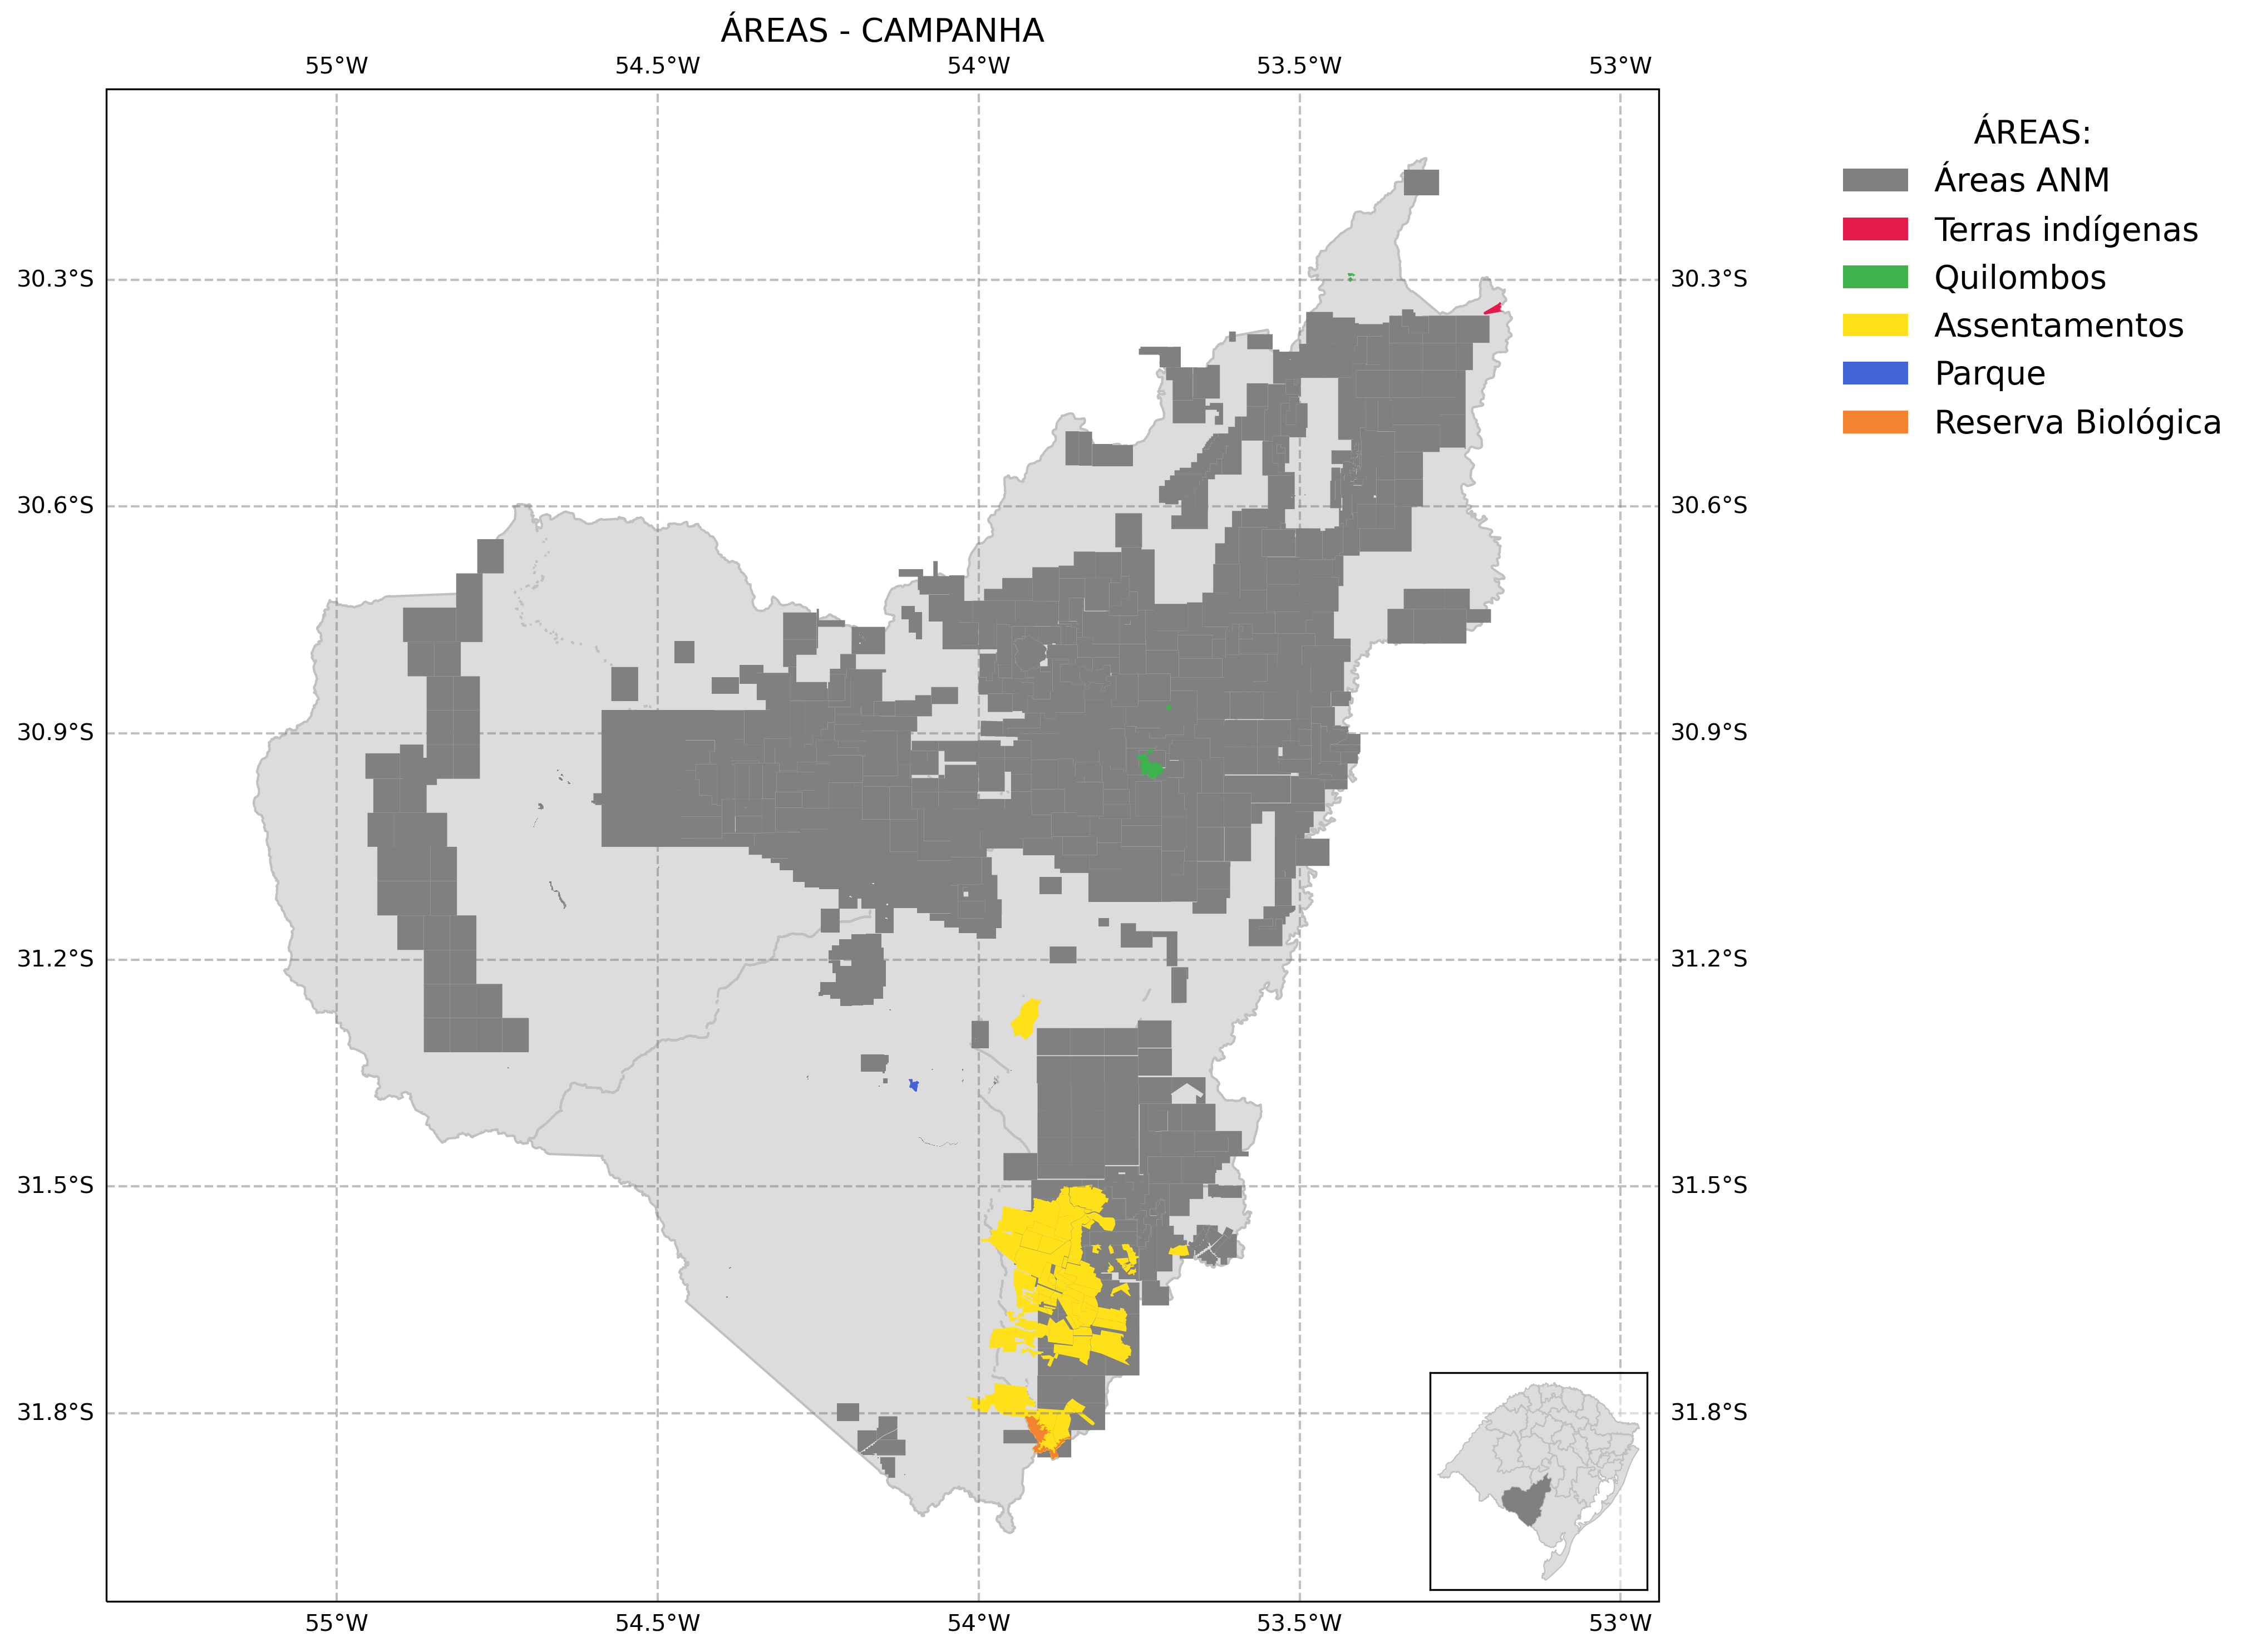 ÁREAS - CAMPANHA
55°W 54.5°W 54°W 53.5°W 53°W
ÁREAS:
Áreas ANM
Terras indígenas
Quilombos
Assentamentos
Parque
Reserva Biológica
30.3°S 30.3°S
30.6°S 30.6°S
30.9°S 30.9°S
31.2°S 31.2°S
31.5°S 31.5°S
31.8°S 31.8°S
55°W 54.5°W 54°W 53.5°W 53°W